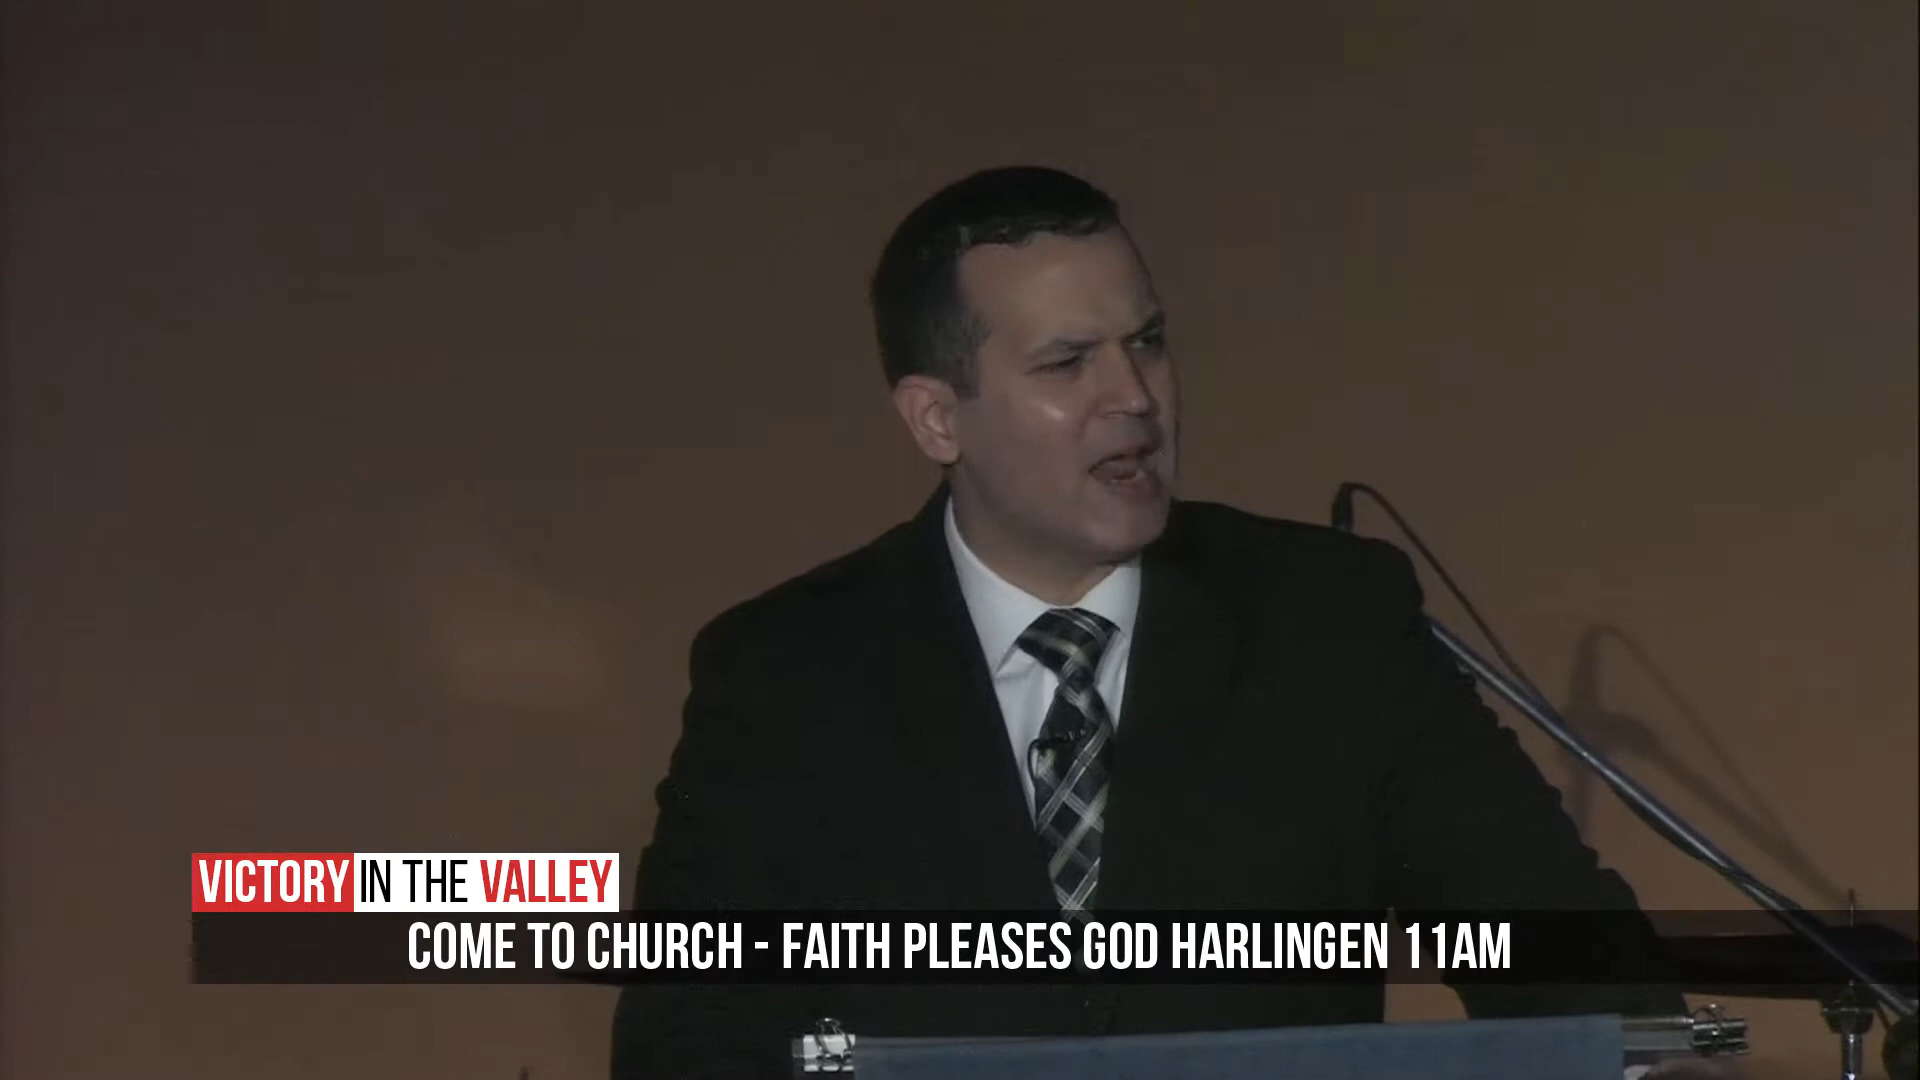 VICTORY IN THE VALLEY
COME TO CHURCH - FAITH PLEASES GOD HARLINGEN 11AM